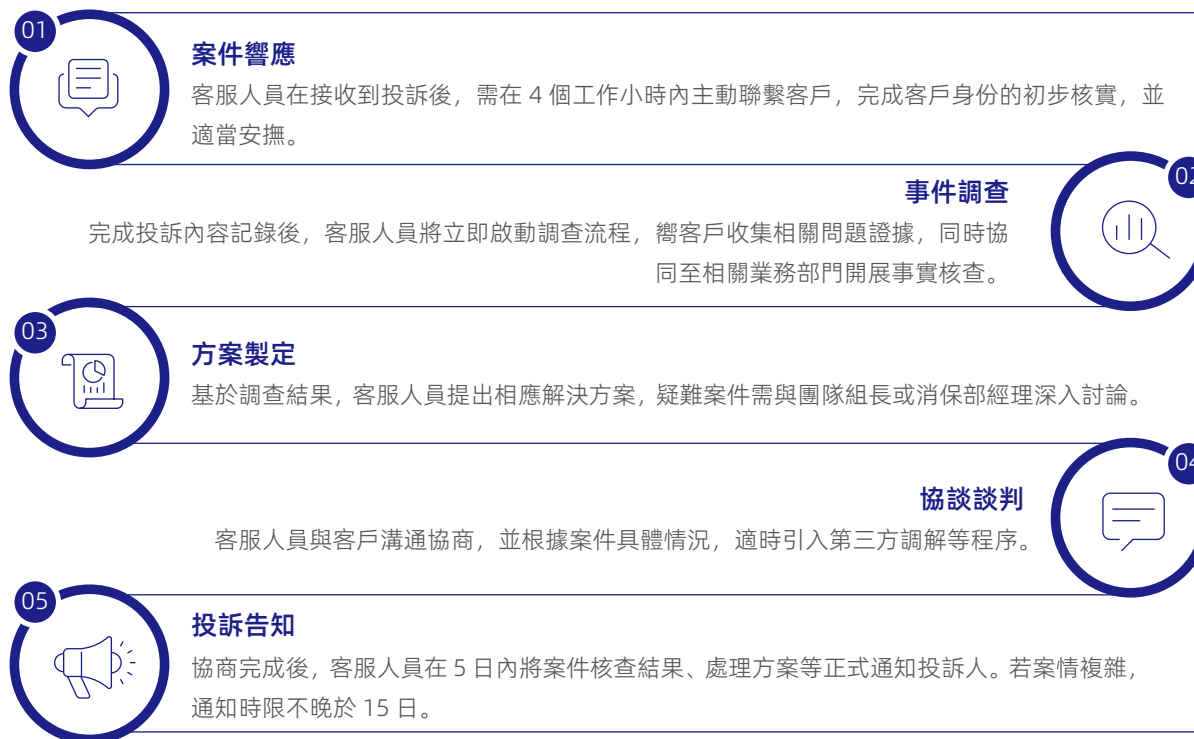 01
案件響應
客服人員在接收到投訴後，需在 4 個工作小時內主動聯繫客戶，完成客戶身份的初步核實，並
適當安撫。
02
事件調查
完成投訴內容記錄後，客服人員將立即啟動調查流程，嚮客戶收集相關問題證據，同時協
同至相關業務部門開展事實核查。
03
方案製定
基於調查結果，客服人員提出相應解決方案，疑難案件需與團隊組長或消保部經理深入討論。
04
協談談判
客服人員與客戶溝通協商，並根據案件具體情況，適時引入第三方調解等程序。
05
投訴告知
協商完成後，客服人員在 5 日內將案件核查結果、處理方案等正式通知投訴人。若案情複雜，
通知時限不晚於 15 日。